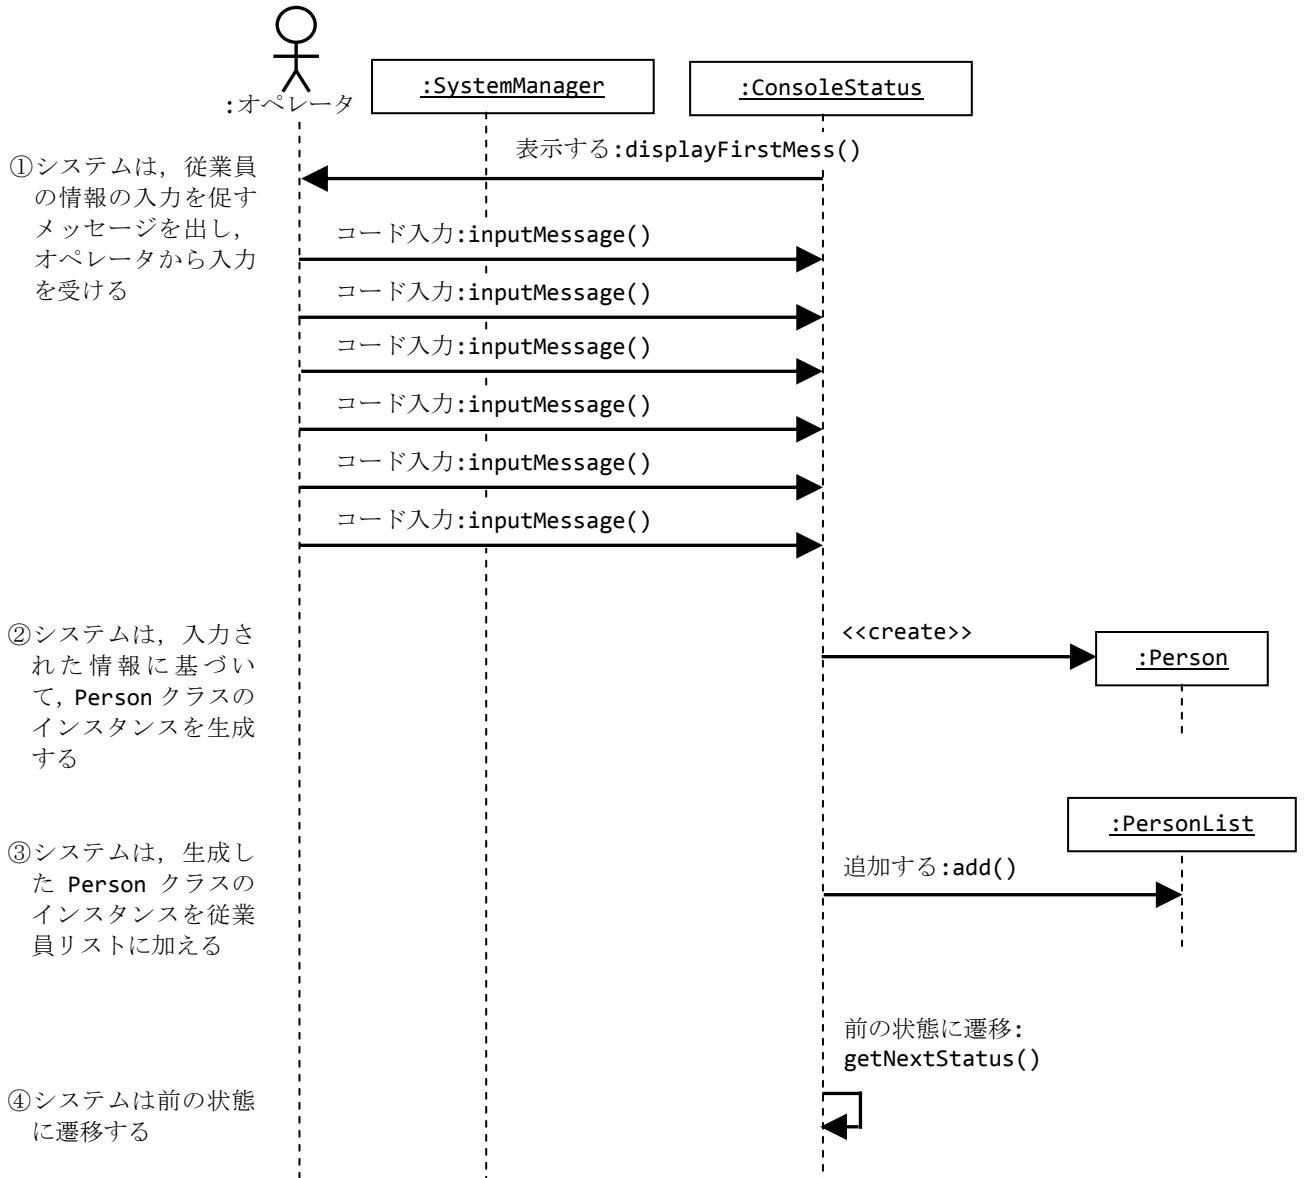 :オペレータ
:SystemManager
:ConsoleStatus
表示する:displayFirstMess()
①システムは，従業員
の情報の入力を促す
メッセージを出し，
オペレータから入力
を受ける
コード入力:inputMessage()
コード入力:inputMessage()
コード入力:inputMessage()
コード入力:inputMessage()
コード入力:inputMessage()
コード入力:inputMessage()
②システムは，入力さ
れた情報に基づい
て，Person クラスの
インスタンスを生成
する
<<create>>
:Person
:PersonList
③システムは，生成し
た Person クラスの
インスタンスを従業
員リストに加える
追加する:add()
前の状態に遷移:
getNextStatus()
④システムは前の状態
に遷移する